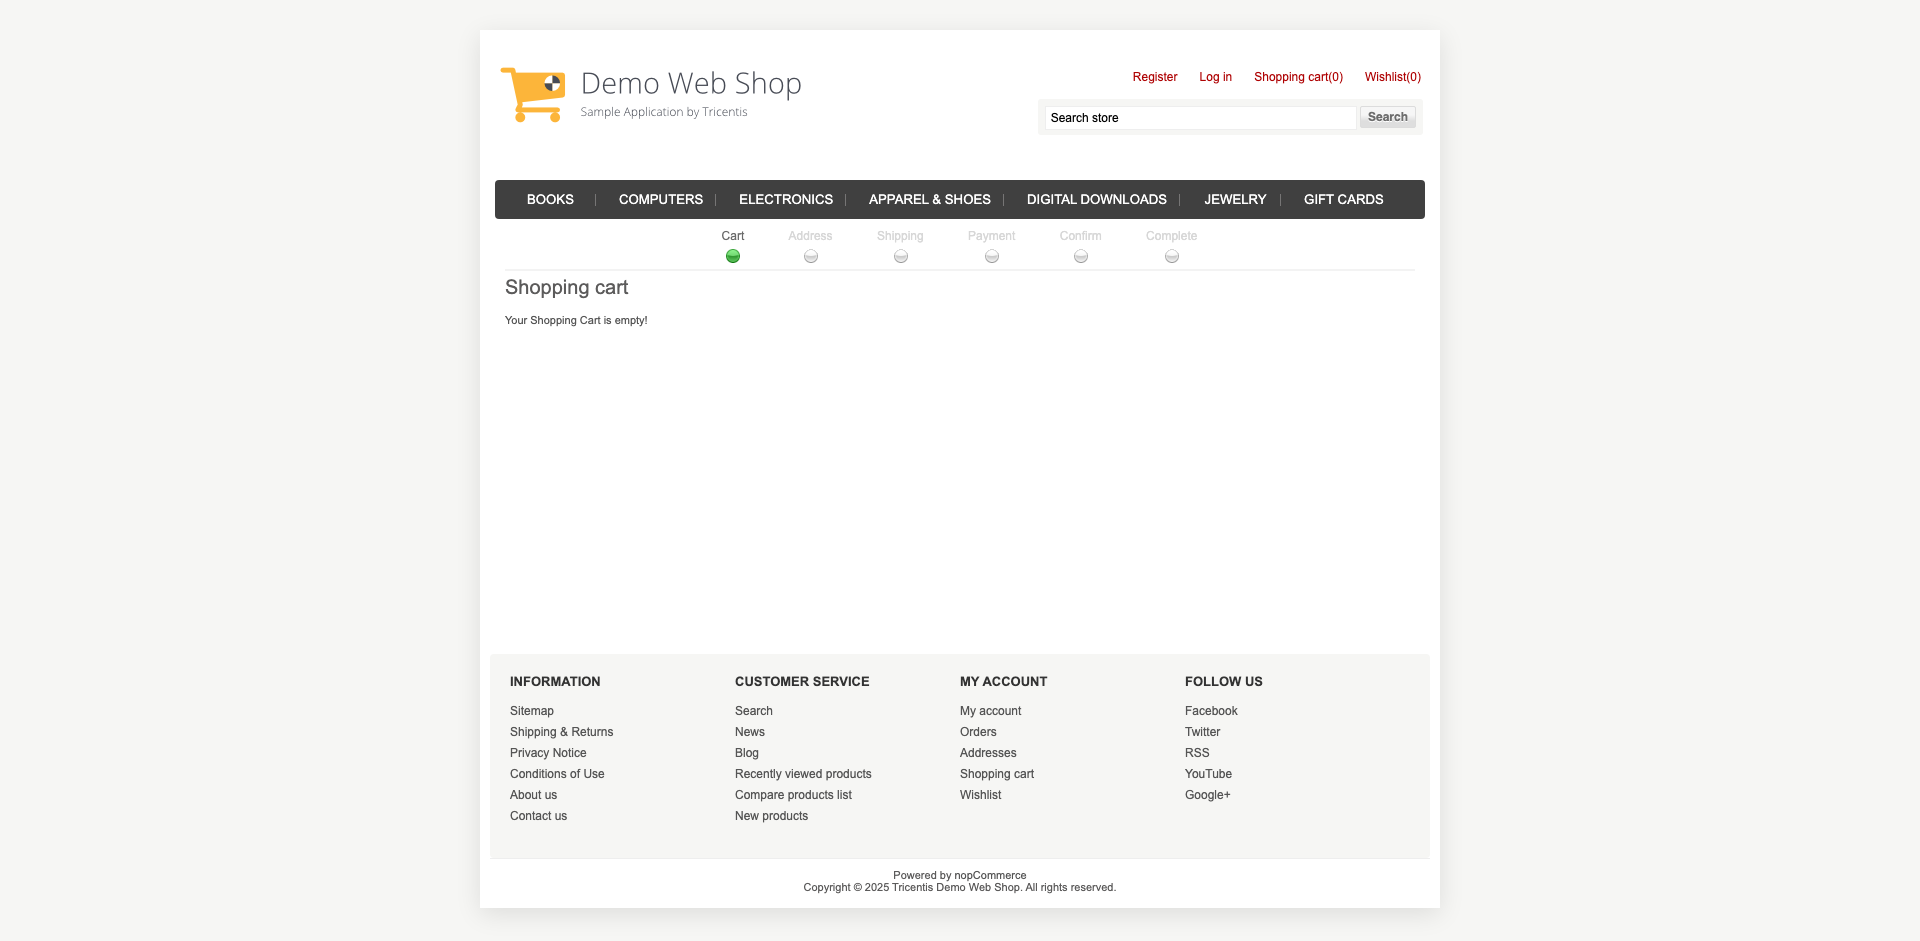 Demo Web Shop
Sample Application by Tricentis
Register Log in Shopping cart(0) Wishlist(0)
Search store Search
BOOKS COMPUTERS ELECTRONICS APPAREL & SHOES DIGITAL DOWNLOADS JEWELRY GIFT CARDS
Cart Address Shipping Payment Confirm Complete
Shopping cart
Your Shopping Cart is empty!
INFORMATION
Sitemap
Shipping & Returns
Privacy Notice
Conditions of Use
About us
Contact us
CUSTOMER SERVICE
Search
News
Blog
Recently viewed products
Compare products list
New products
MY ACCOUNT
My account
Orders
Addresses
Shopping cart
Wishlist
FOLLOW US
Facebook
Twitter
RSS
YouTube
Google+
Powered by nopCommerce
Copyright © 2025 Tricentis Demo Web Shop. All rights reserved.